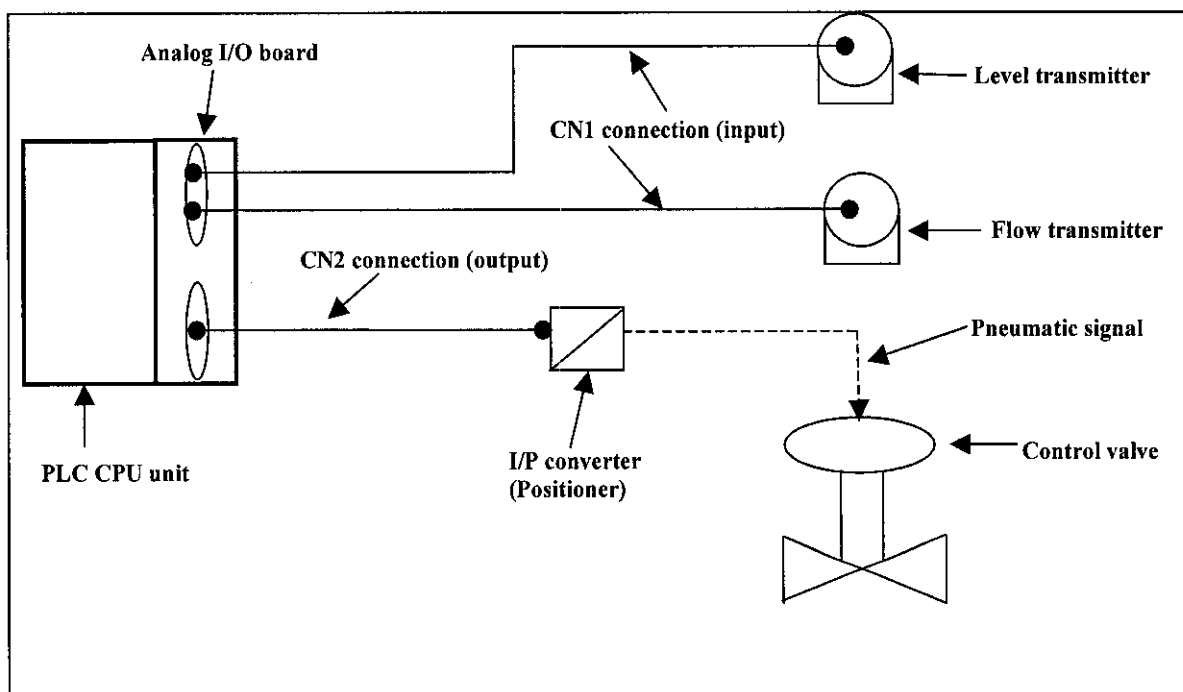 Analog I/O board
Level transmitter
CN1 connection (input)
Flow transmitter
CN2 connection (output)
Pneumatic signal
PLC CPU unit
I/P converter
(Positioner)
Control valve